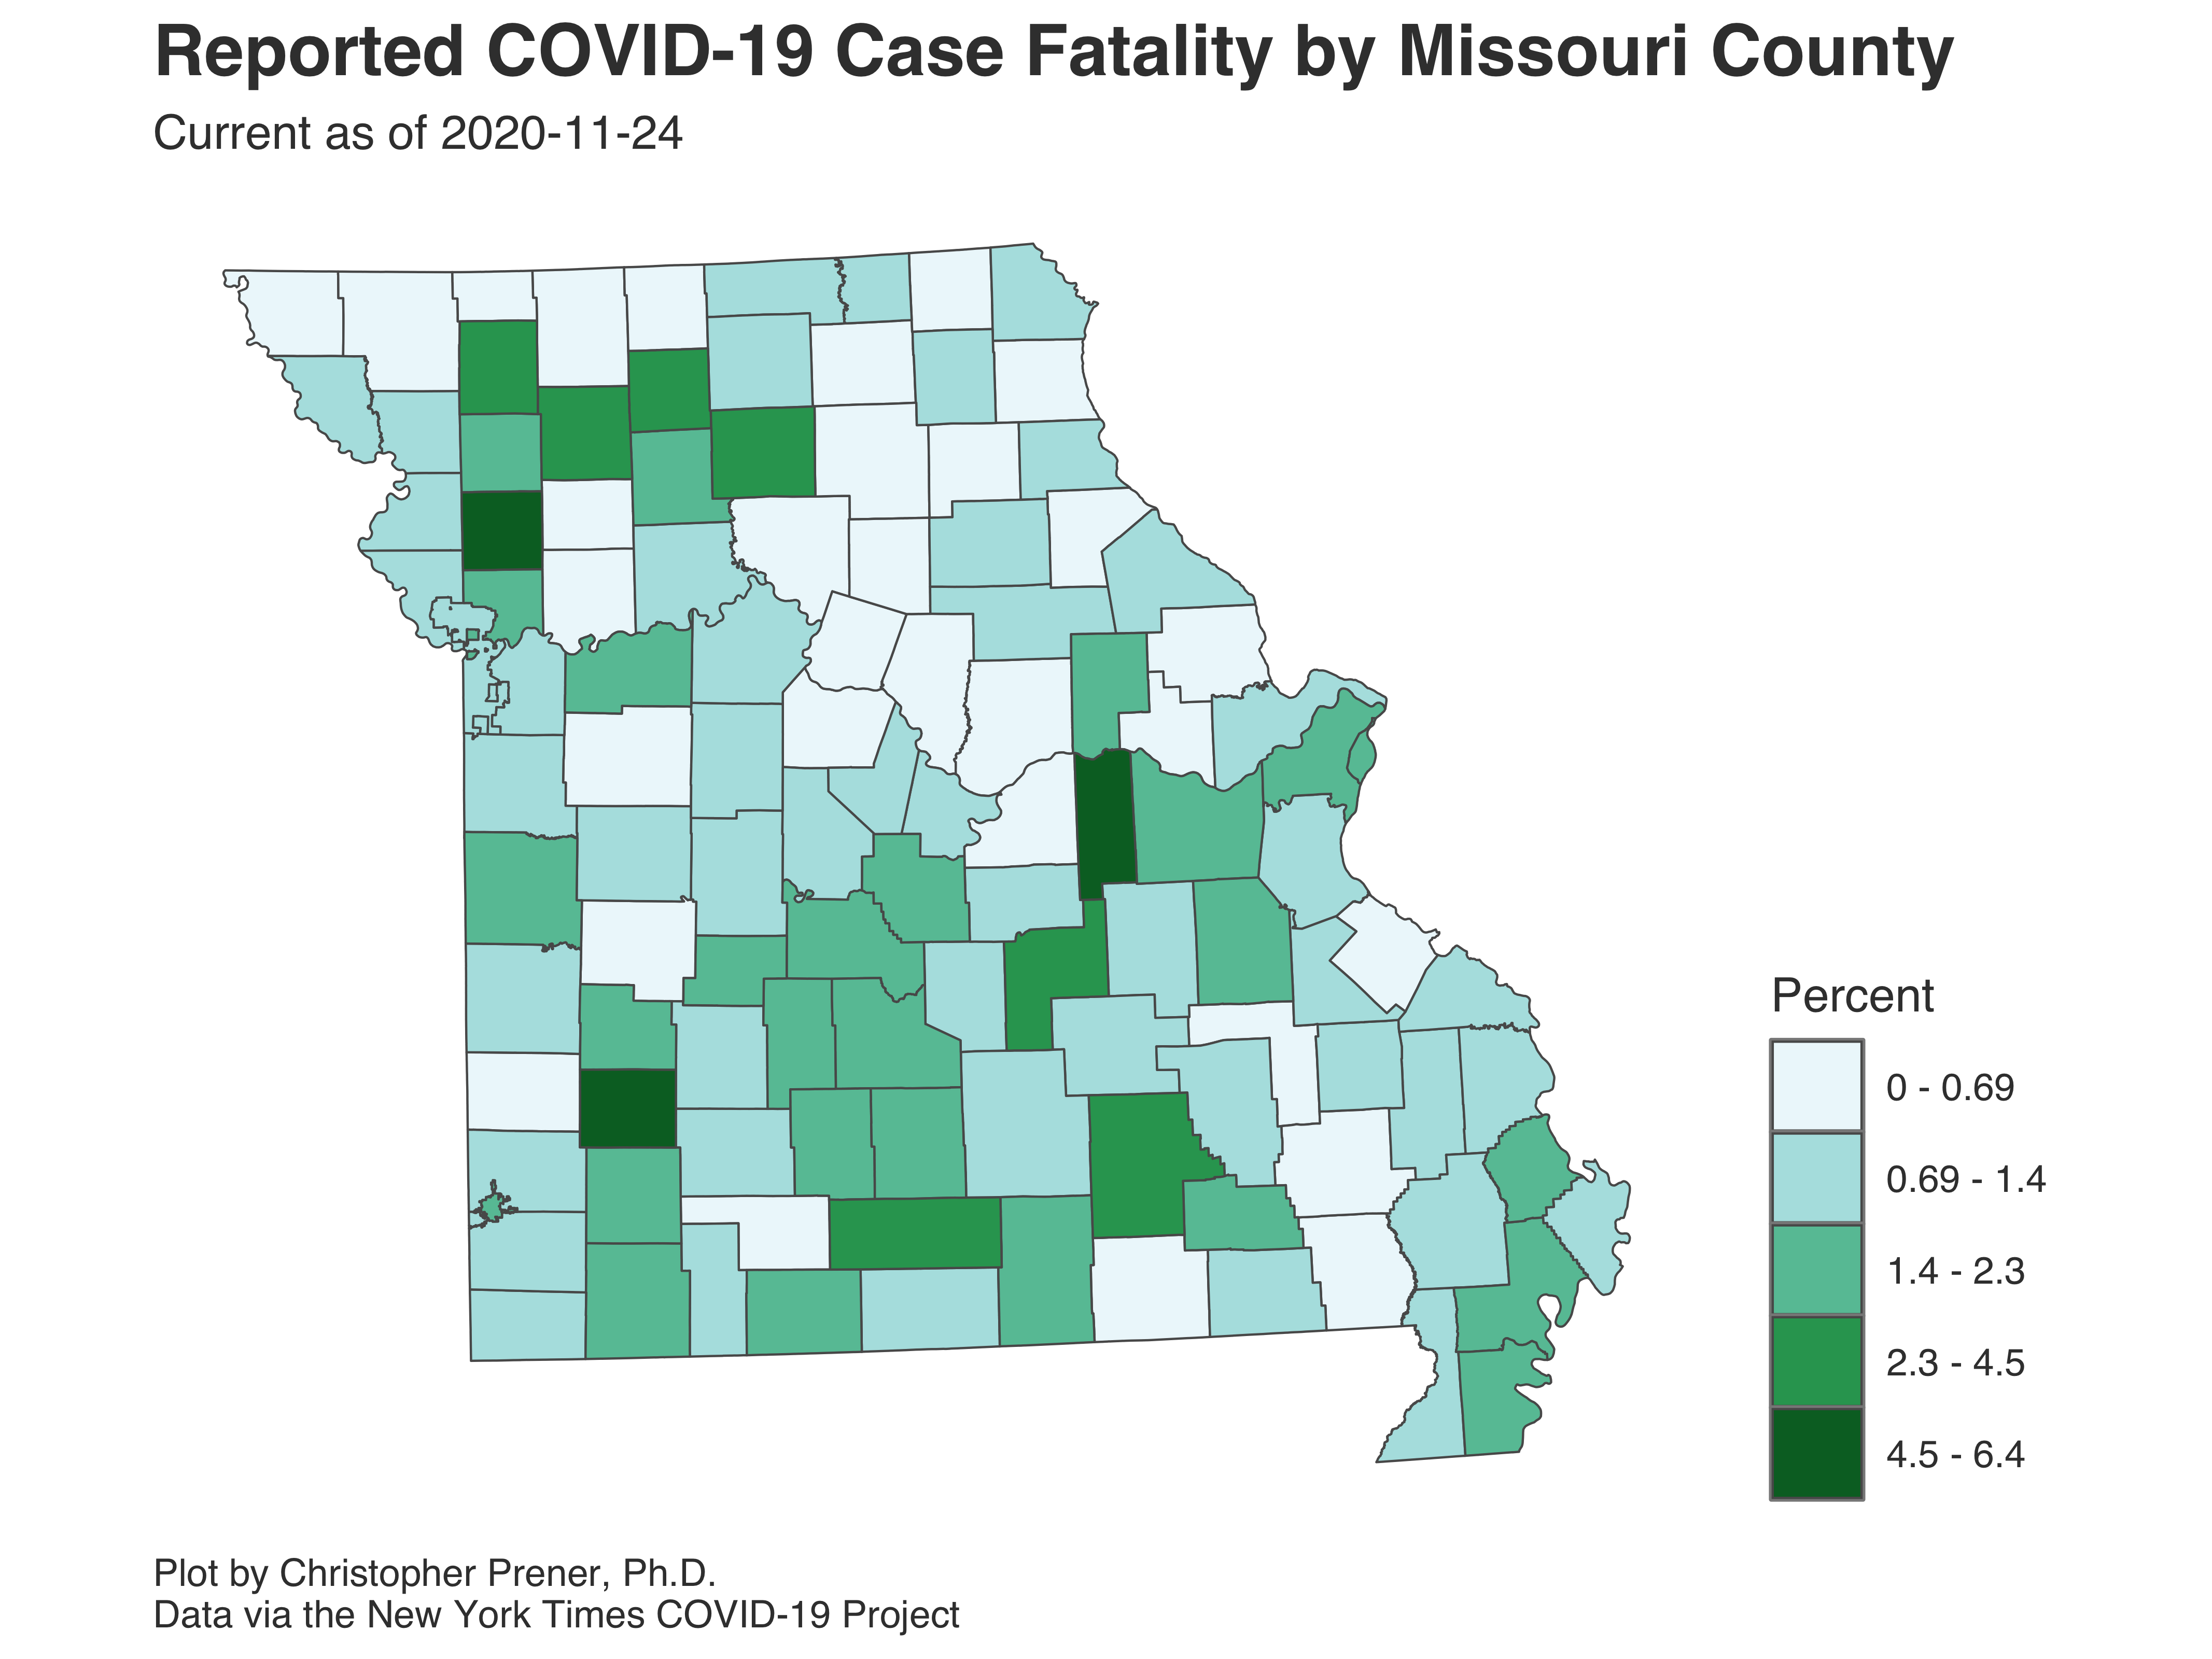 Reported COVID-19 Case Fatality by Missouri County
Current as of 2020-11-24
Percent
0 - 0.69
0.69 - 1.4
1.4 - 2.3
2.3 - 4.5
4.5 - 6.4
Plot by Christopher Prener, Ph.D.
Data via the New York Times COVID-19 Project